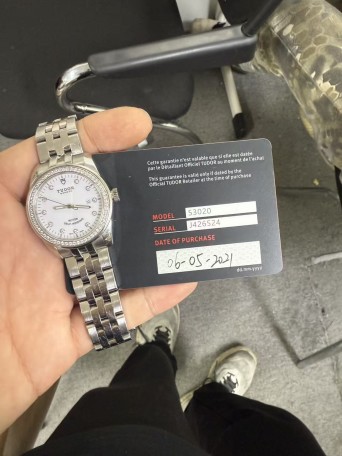 TUDOR
Cette garantie n'est valable que si elle est datée
par le Détaillant Officiel TUDOR au moment de l'achat
This guarantee is valid only if dated by the
Official TUDOR Retailer at the time of purchase
MODEL 53020
SERIAL J426524
DATE OF PURCHASE
06-05-2021